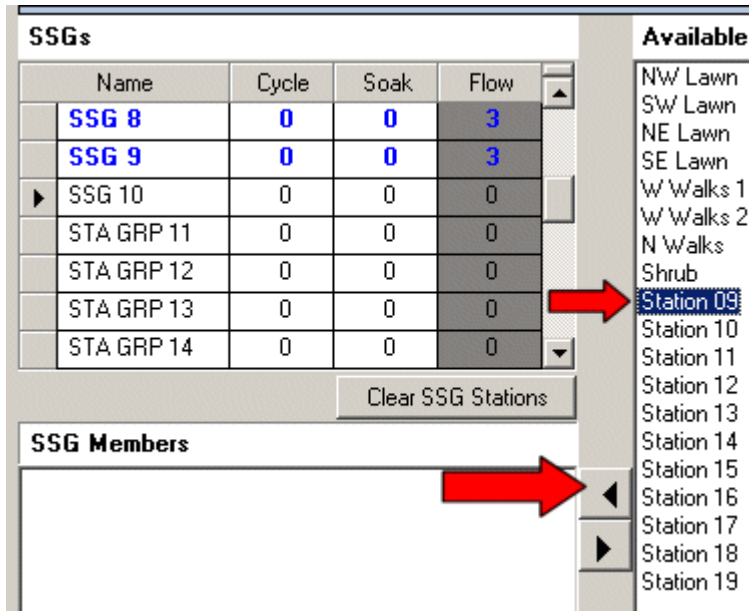 SSGs
Name Cycle Soak Flow
SSG 8 0 0 3
SSG 9 0 0 3
SSG 10 0 0 0
STA GRP 11 0 0 0
STA GRP 12 0 0 0
STA GRP 13 0 0 0
STA GRP 14 0 0 0
Clear SSG Stations
SSG Members
Available
NW Lawn
SW Lawn
NE Lawn
SE Lawn
W Walks 1
W Walks 2
N Walks
Shrub
Station 09
Station 10
Station 11
Station 12
Station 13
Station 14
Station 15
Station 16
Station 17
Station 18
Station 19